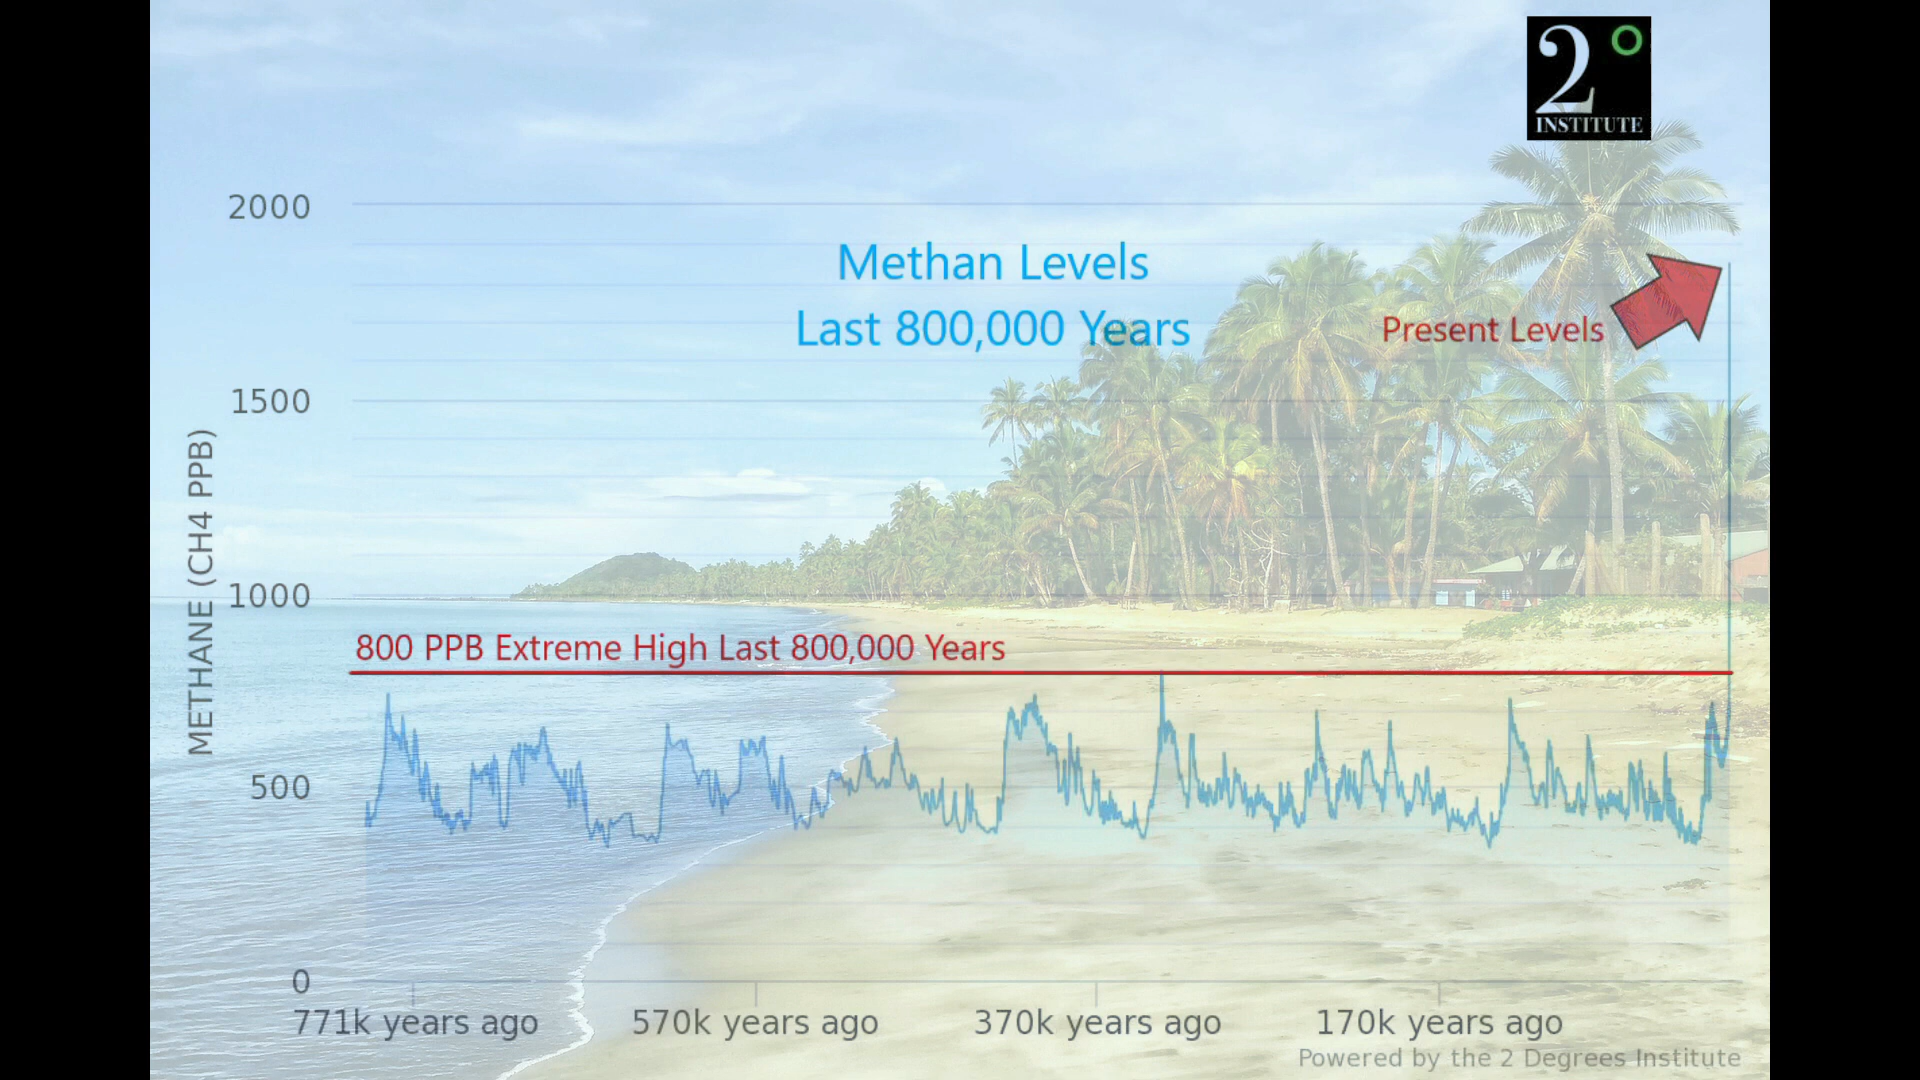 2°
INSTITUTE
2000
Methan Levels
Last 800,000 Years
Present Levels
1500
METHANE (CH4 PPB)
1000
800 PPB Extreme High Last 800,000 Years
500
0
771k years ago
570k years ago
370k years ago
170k years ago
Powered by the 2 Degrees Institute